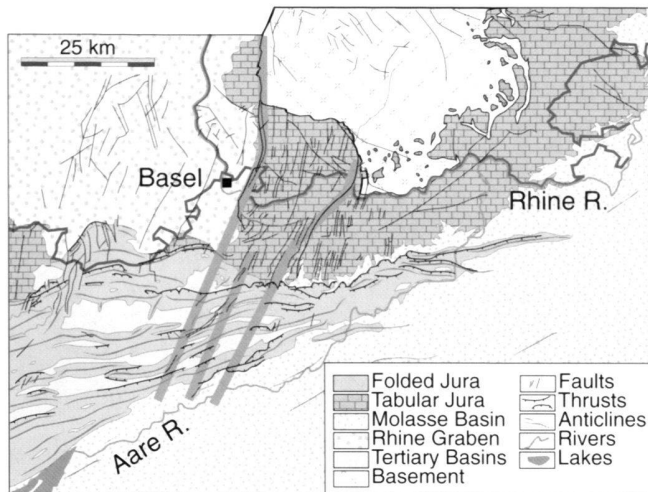 25 km
Basel
Rhine R.
Aare R.
Folded Jura
Tabular Jura
Molasse Basin
Rhine Graben
Tertiary Basins
Basement
Faults
Thrusts
Anticlines
Rivers
Lakes